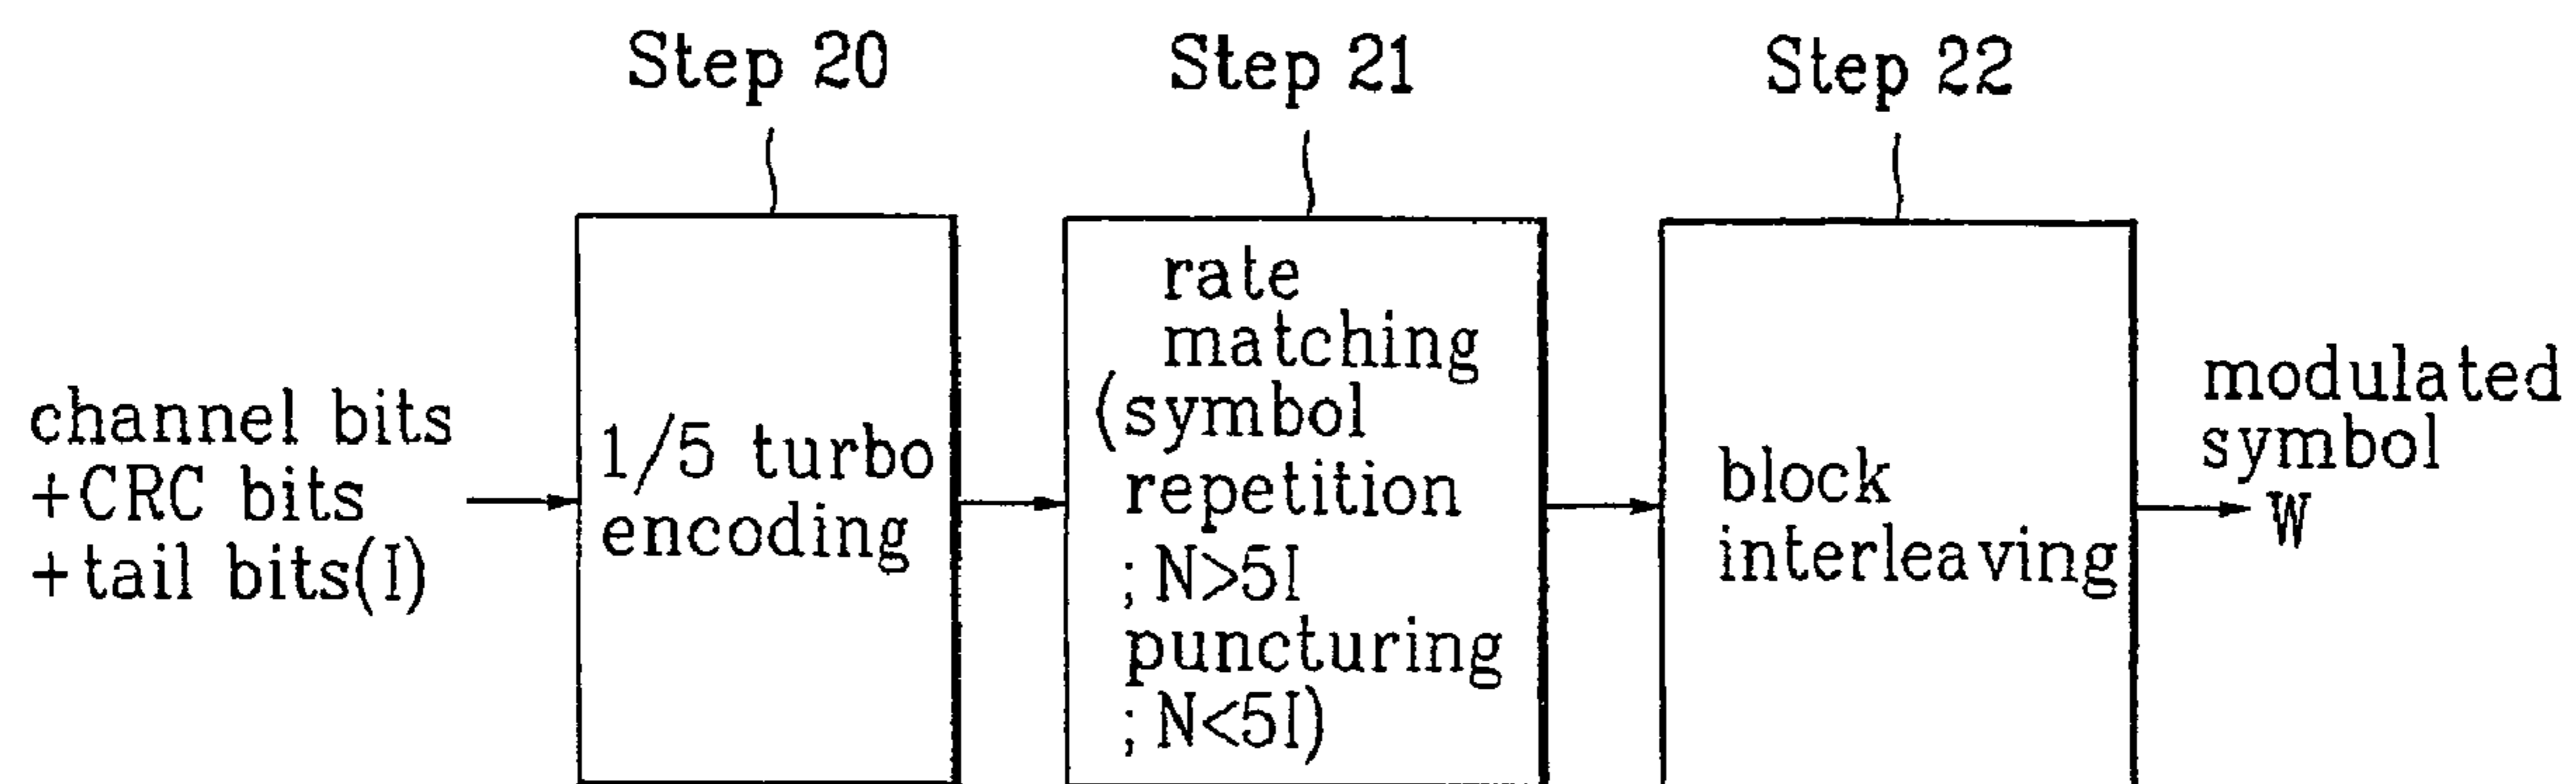 Step 20
Step 21
Step 22
channel bits
+CRC bits
+tail bits(I)
1/5 turbo
encoding
rate
matching
(symbol
repetition
; N>5I
puncturing
; N<5I)
block
interleaving
modulated
symbol
W